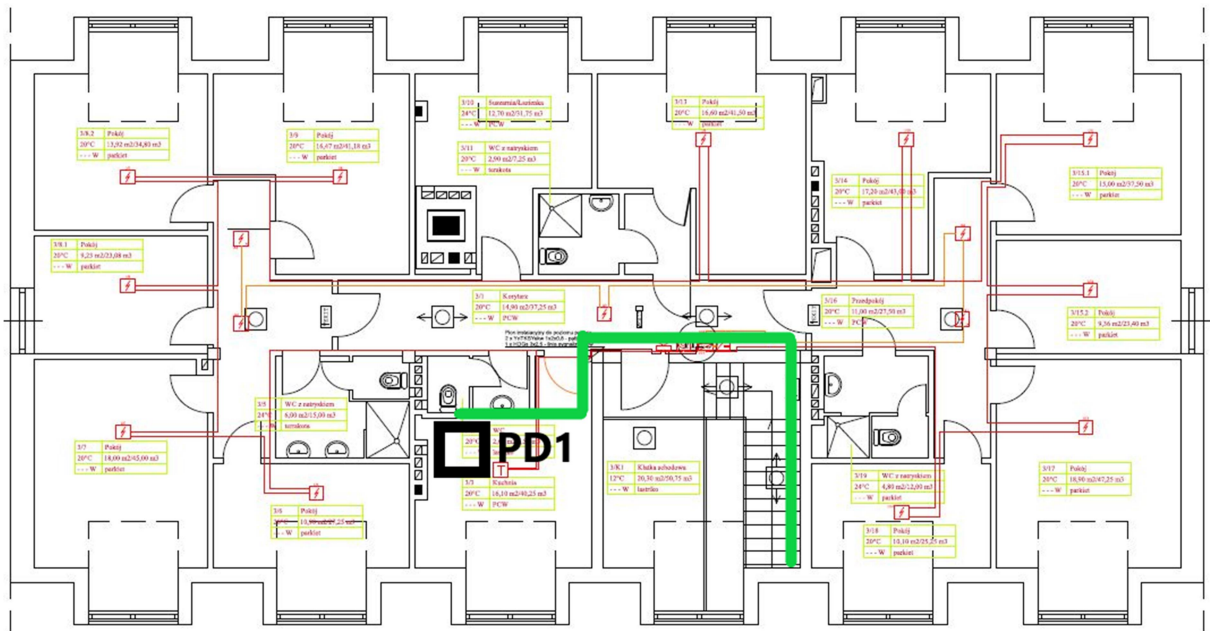 3/8.2 Pokój
20°C 13,92 m2/34,80 m3
- - - W parkiet
3/9 Pokój
20°C 16,47 m2/41,18 m3
- - - W parkiet
3/10 Suszarnia/Łazienka
24°C 12,70 m2/31,75 m3
- - - W PCW
3/11 WC z natryskiem
20°C 2,90 m2/7,25 m3
- - - W terakota
3/13 Pokój
20°C 16,60 m2/41,50 m3
- - - W parkiet
3/14 Pokój
20°C 17,20 m2/43,00 m3
- - - W parkiet
3/15.1 Pokój
20°C 15,00 m2/37,50 m3
- - - W parkiet
3/8.1 Pokój
20°C 9,23 m2/23,08 m3
- - - W parkiet
3/1 Korytarz
20°C 14,90 m2/37,25 m3
- - - W PCW
3/16 Przedpokój
20°C 11,00 m2/27,50 m3
- - - W PCW
3/15.2 Pokój
20°C 9,36 m2/23,40 m3
- - - W parkiet
Pion instalacyjny do poziomu
3/5 WC z natryskiem
24°C 6,00 m2/15,00 m3
- - - W terrakota
WC
20°C
PD1
T
3/3 Kuchnia
20°C 16,10 m2/40,25 m3
- - - W PCW
3/7 Pokój
20°C 18,00 m2/45,00 m3
- - - W parkiet
3/6 Pokój
20°C
- - - W parkiet
3/K1 Klatka schodowa
12°C 20,30 m2/50,75 m3
- - - W lastriko
3/19 WC z natryskiem
24°C 4,80 m2/12,00 m3
- - - W parkiet
3/17 Pokój
20°C 18,90 m2/47,25 m3
- - - W parkiet
3/18 Pokój
20°C 10,10 m2/25,25 m3
- - - W parkiet